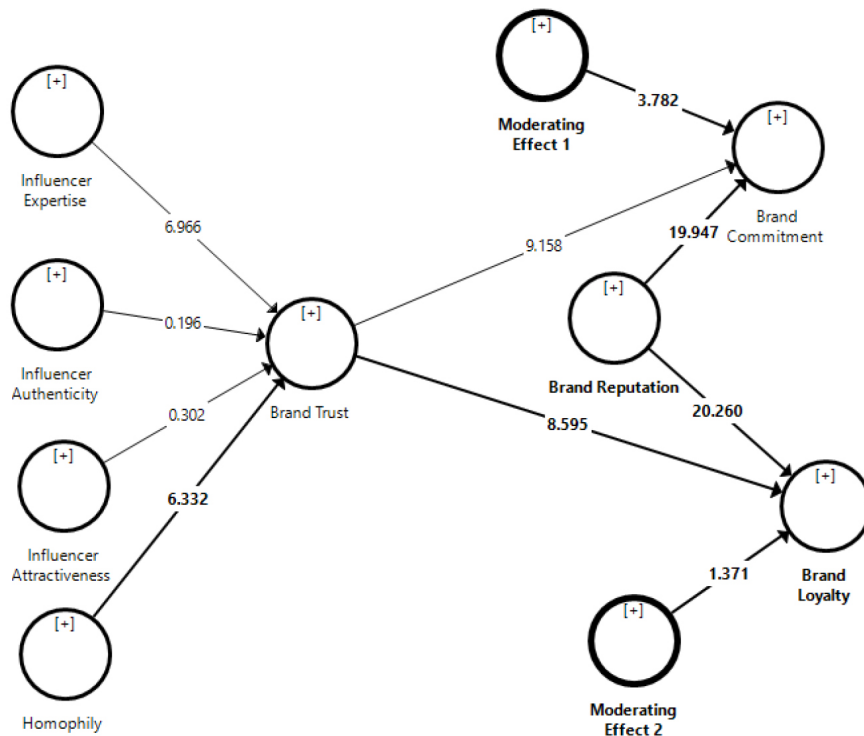 [+]
Moderating
Effect 1
3.782
[+]
Brand
Commitment
[+]
Influencer
Expertise
6.966
9.158
19.947
[+]
Influencer
Authenticity
0.196
[+]
Brand Trust
[+]
Brand Reputation
0.302
8.595
20.260
[+]
Influencer
Attractiveness
6.332
[+]
Brand
Loyalty
1.371
[+]
Homophily
[+]
Moderating
Effect 2